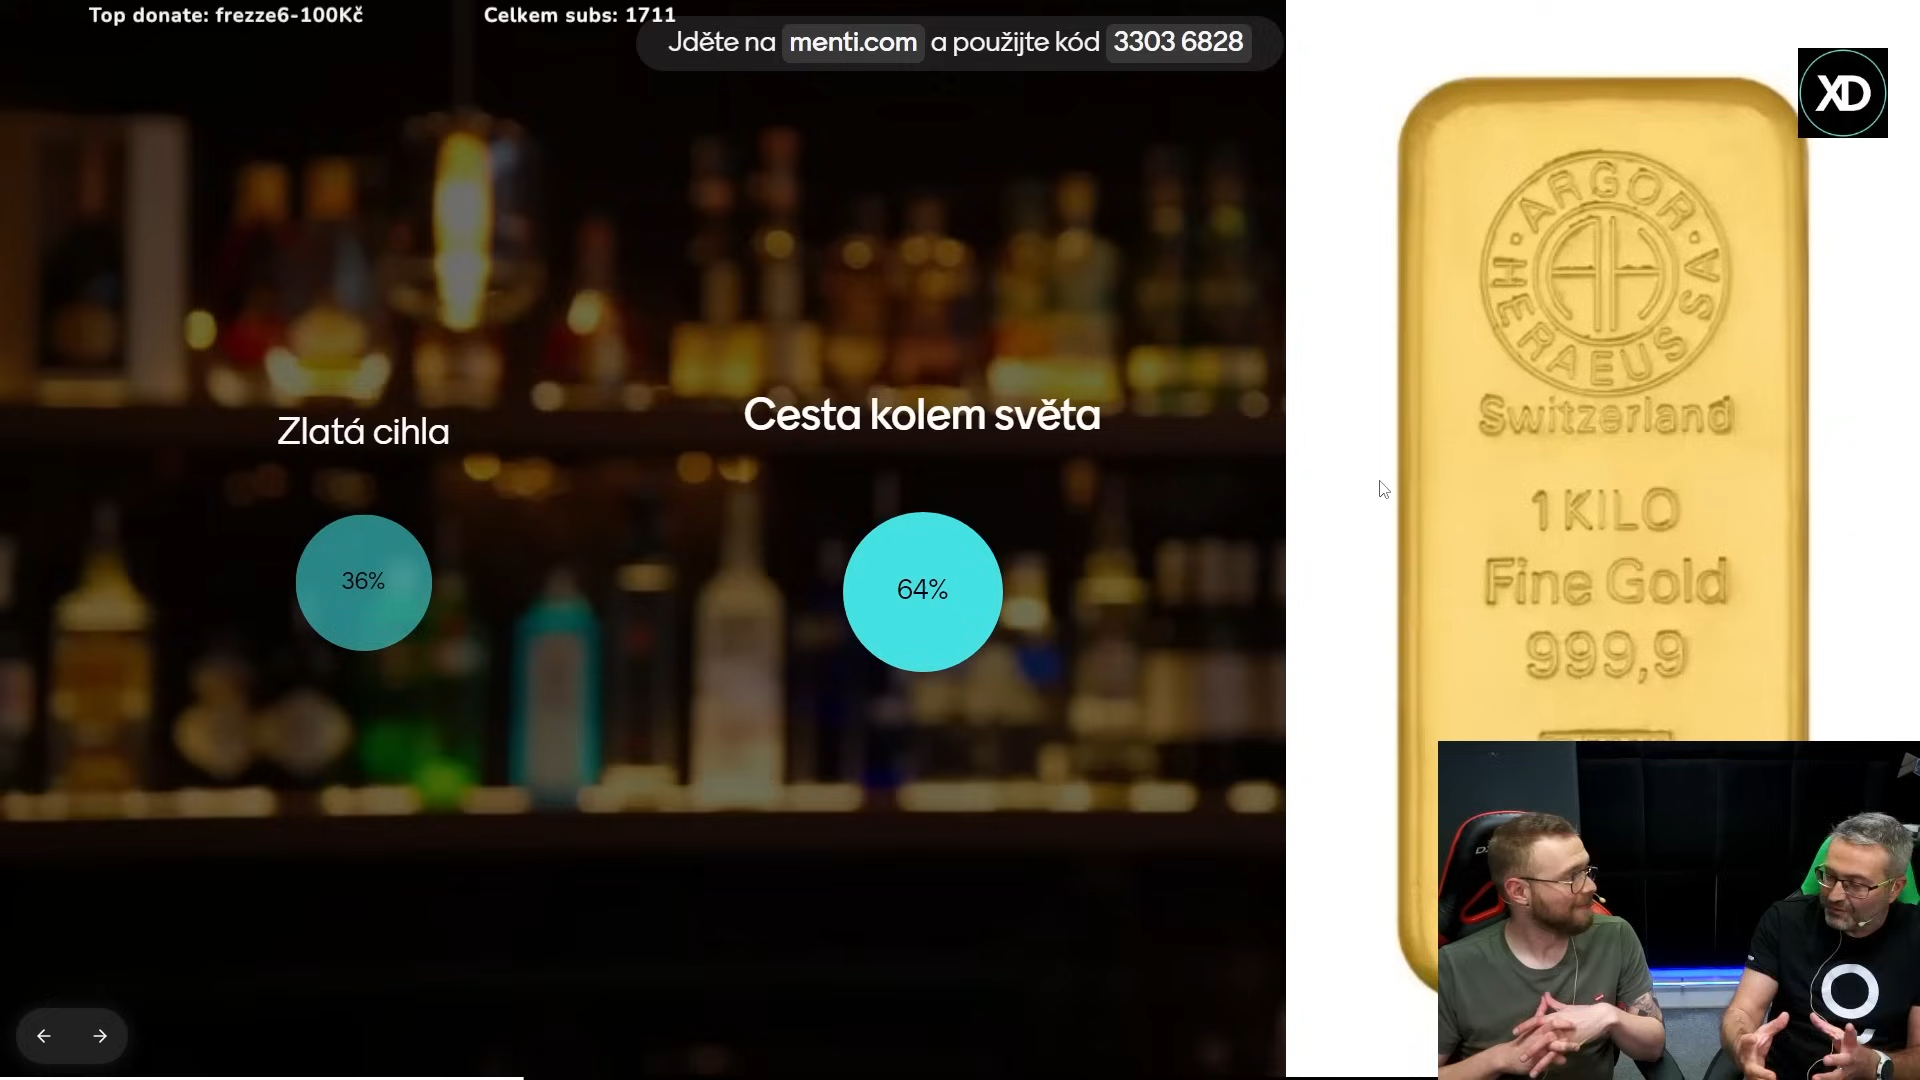 Top donate: frezze6-100Kč
Celkem subs: 1711
Jděte na menti.com a použijte kód 3303 6828
XD
Zlatá cihla
36%
Cesta kolem světa
64%
ARGOR · HERAEUS SA ·
Switzerland
1 KILO
Fine Gold
999,9